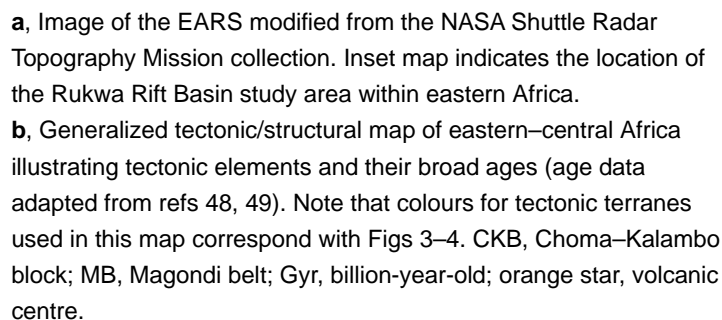 a, Image of the EARS modified from the NASA Shuttle Radar
Topography Mission collection. Inset map indicates the location of
the Rukwa Rift Basin study area within eastern Africa.
b, Generalized tectonic/structural map of eastern–central Africa
illustrating tectonic elements and their broad ages (age data
adapted from refs 48, 49). Note that colours for tectonic terranes
used in this map correspond with Figs 3–4. CKB, Choma–Kalambo
block; MB, Magondi belt; Gyr, billion-year-old; orange star, volcanic
centre.